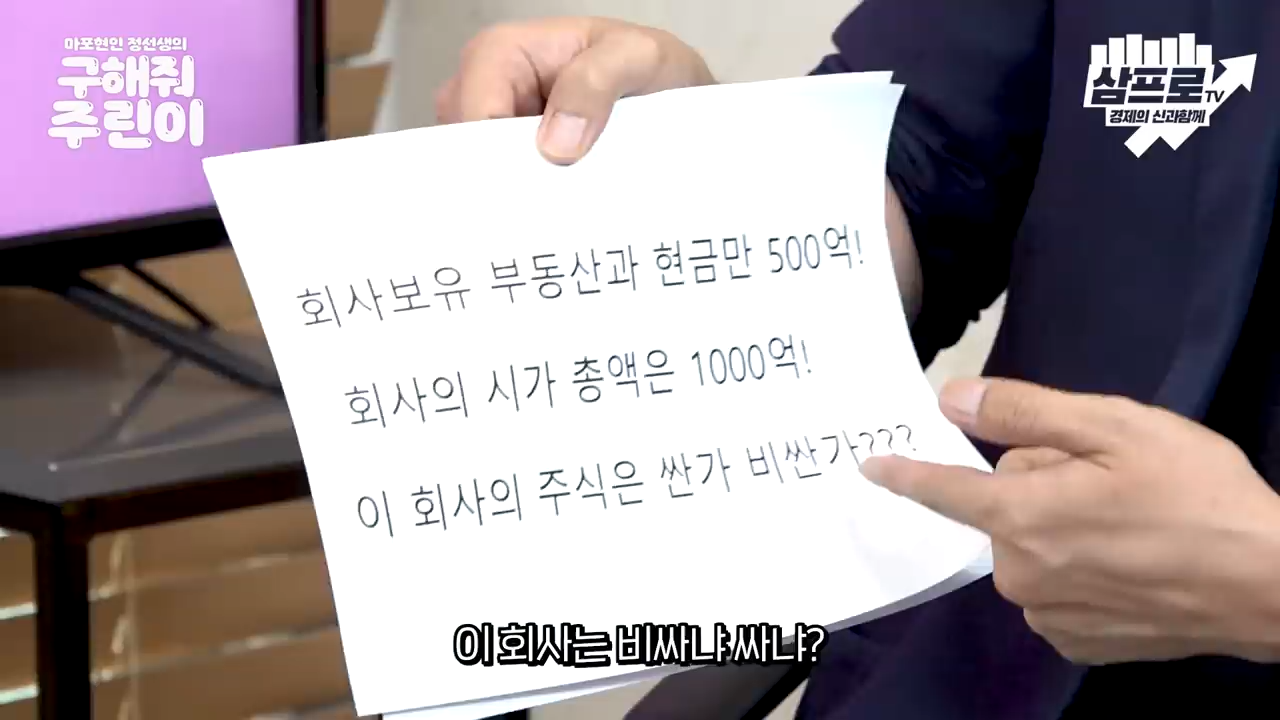 마포현인 정선생의
구해줘
주린이
삼프로TV
경제의 신과함께
회사보유 부동산과 현금만 500억!
회사의 시가 총액은 1000억!
이 회사의 주식은 싼가 비싼가???
이 회사는 비싸냐 싸냐?